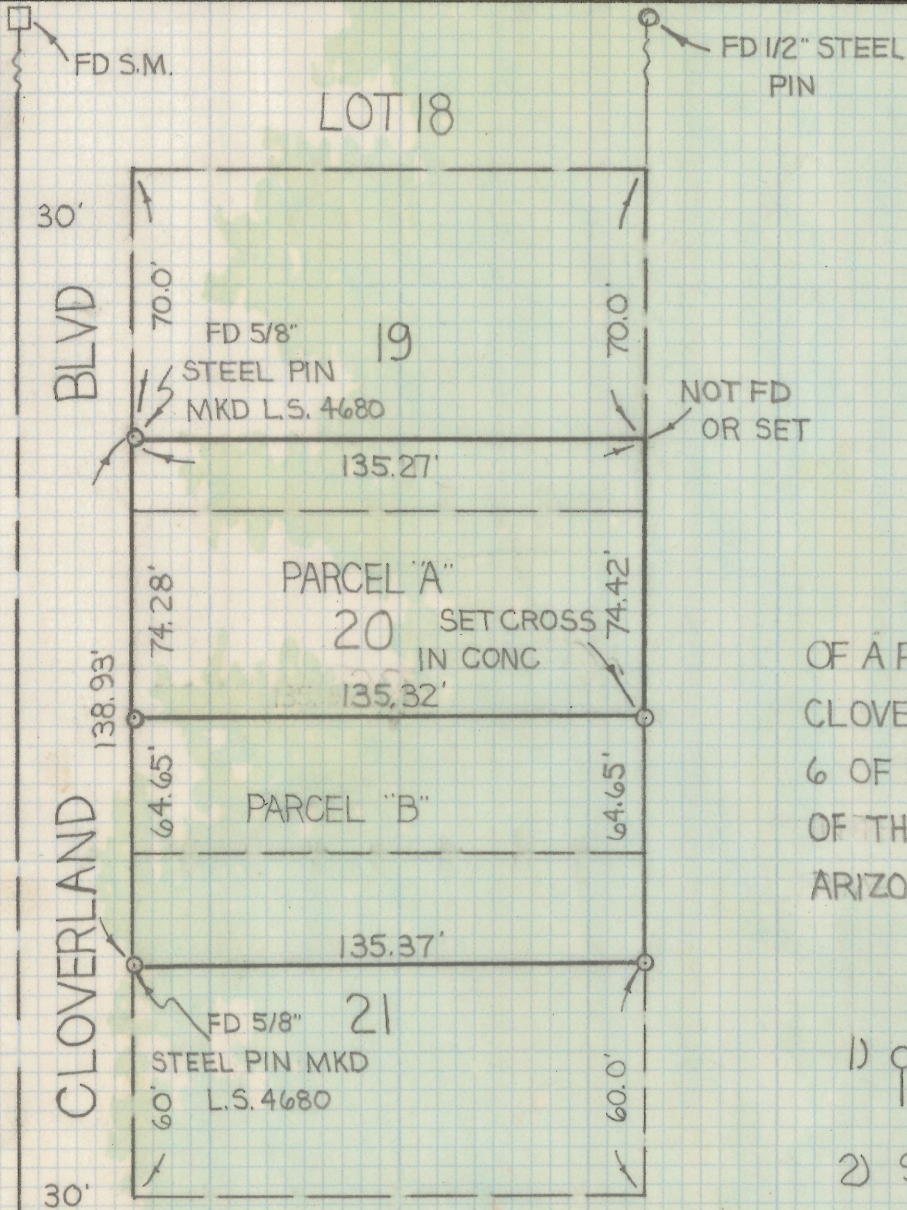 FD S.M.
FD 1/2" STEEL
PIN
LOT 18
30'
70.0'
70.0'
BLVD
FD 5/8"
STEEL PIN
MKD L.S. 4680
19
NOT FD
OR SET
135.27'
74.28'
PARCEL "A"
20
74.42'
SET CROSS
IN CONC
138.93'
135.32'
64.65'
PARCEL "B"
64.65'
CLOVERLAND
135.37'
21
FD 5/8"
STEEL PIN MKD
L.S. 4680
60'
60.0'
30'
OF A
CLOVE
6 OF
OF TH
ARIZO
1)
2)